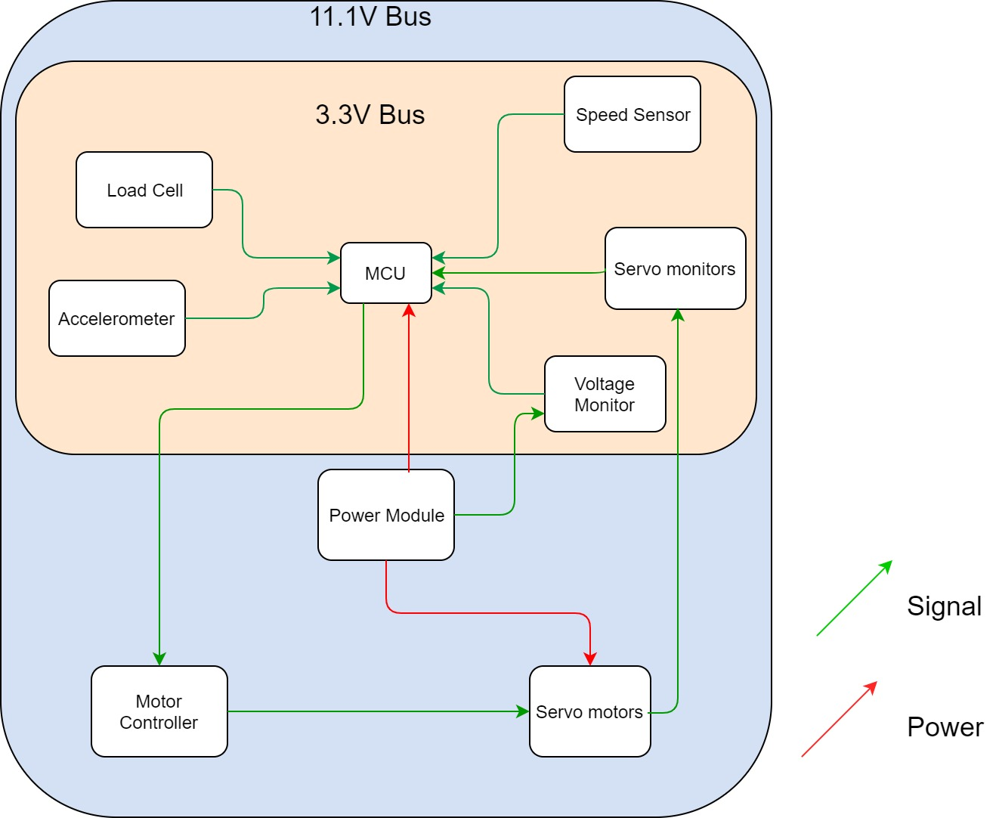 11.1V Bus
3.3V Bus
Speed Sensor
Load Cell
MCU
Servo monitors
Accelerometer
Voltage
Monitor
Power Module
Signal
Motor
Controller
Servo motors
Power